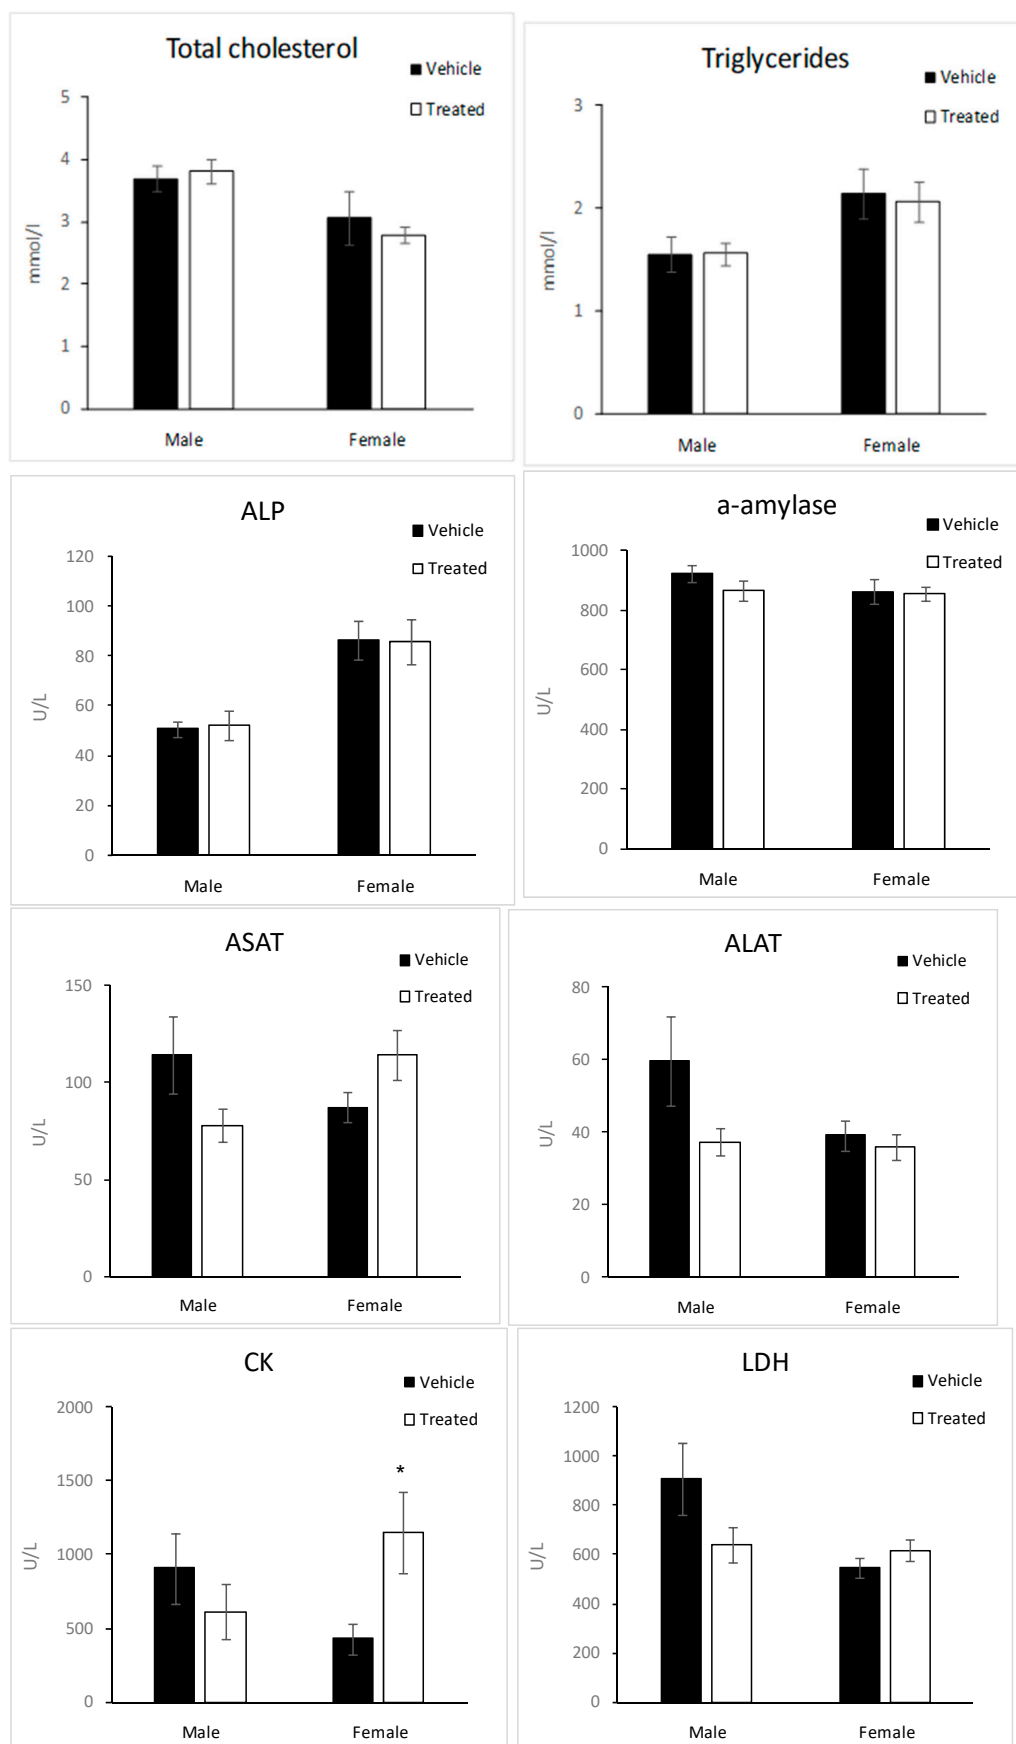 Total cholesterol
Vehicle
Treated
5
4
3
2
1
0
mmol/l
Male Female
Triglycerides
Vehicle
Treated
3
2
1
0
mmol/l
Male Female
ALP
Vehicle
Treated
120
100
80
60
40
20
0
U/L
Male Female
a-amylase
Vehicle
Treated
1000
800
600
400
200
0
U/L
Male Female
ASAT
Vehicle
Treated
150
100
50
0
U/L
Male Female
ALAT
Vehicle
Treated
80
60
40
20
0
U/L
Male Female
CK
Vehicle
Treated
2000
1500
1000
500
0
U/L
*
Male Female
LDH
Vehicle
Treated
1200
1000
800
600
400
200
0
U/L
Male Female